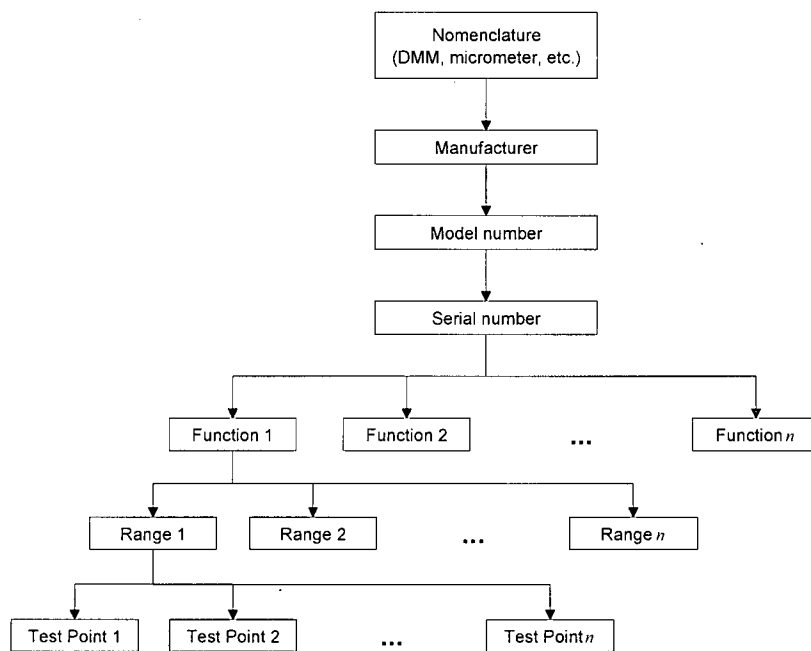 Nomenclature
(DMM, micrometer, etc.)
Manufacturer
Model number
Serial number
Function 1
Function 2
...
Function n
Range 1
Range 2
...
Range n
Test Point 1
Test Point 2
...
Test Point n